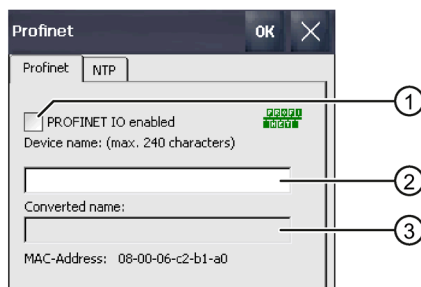 Profinet OK
Profinet NTP
PROFINET IO enabled
PROFI
NET
1
Device name: (max. 240 characters)
2
Converted name:
3
MAC-Address: 08-00-06-c2-b1-a0